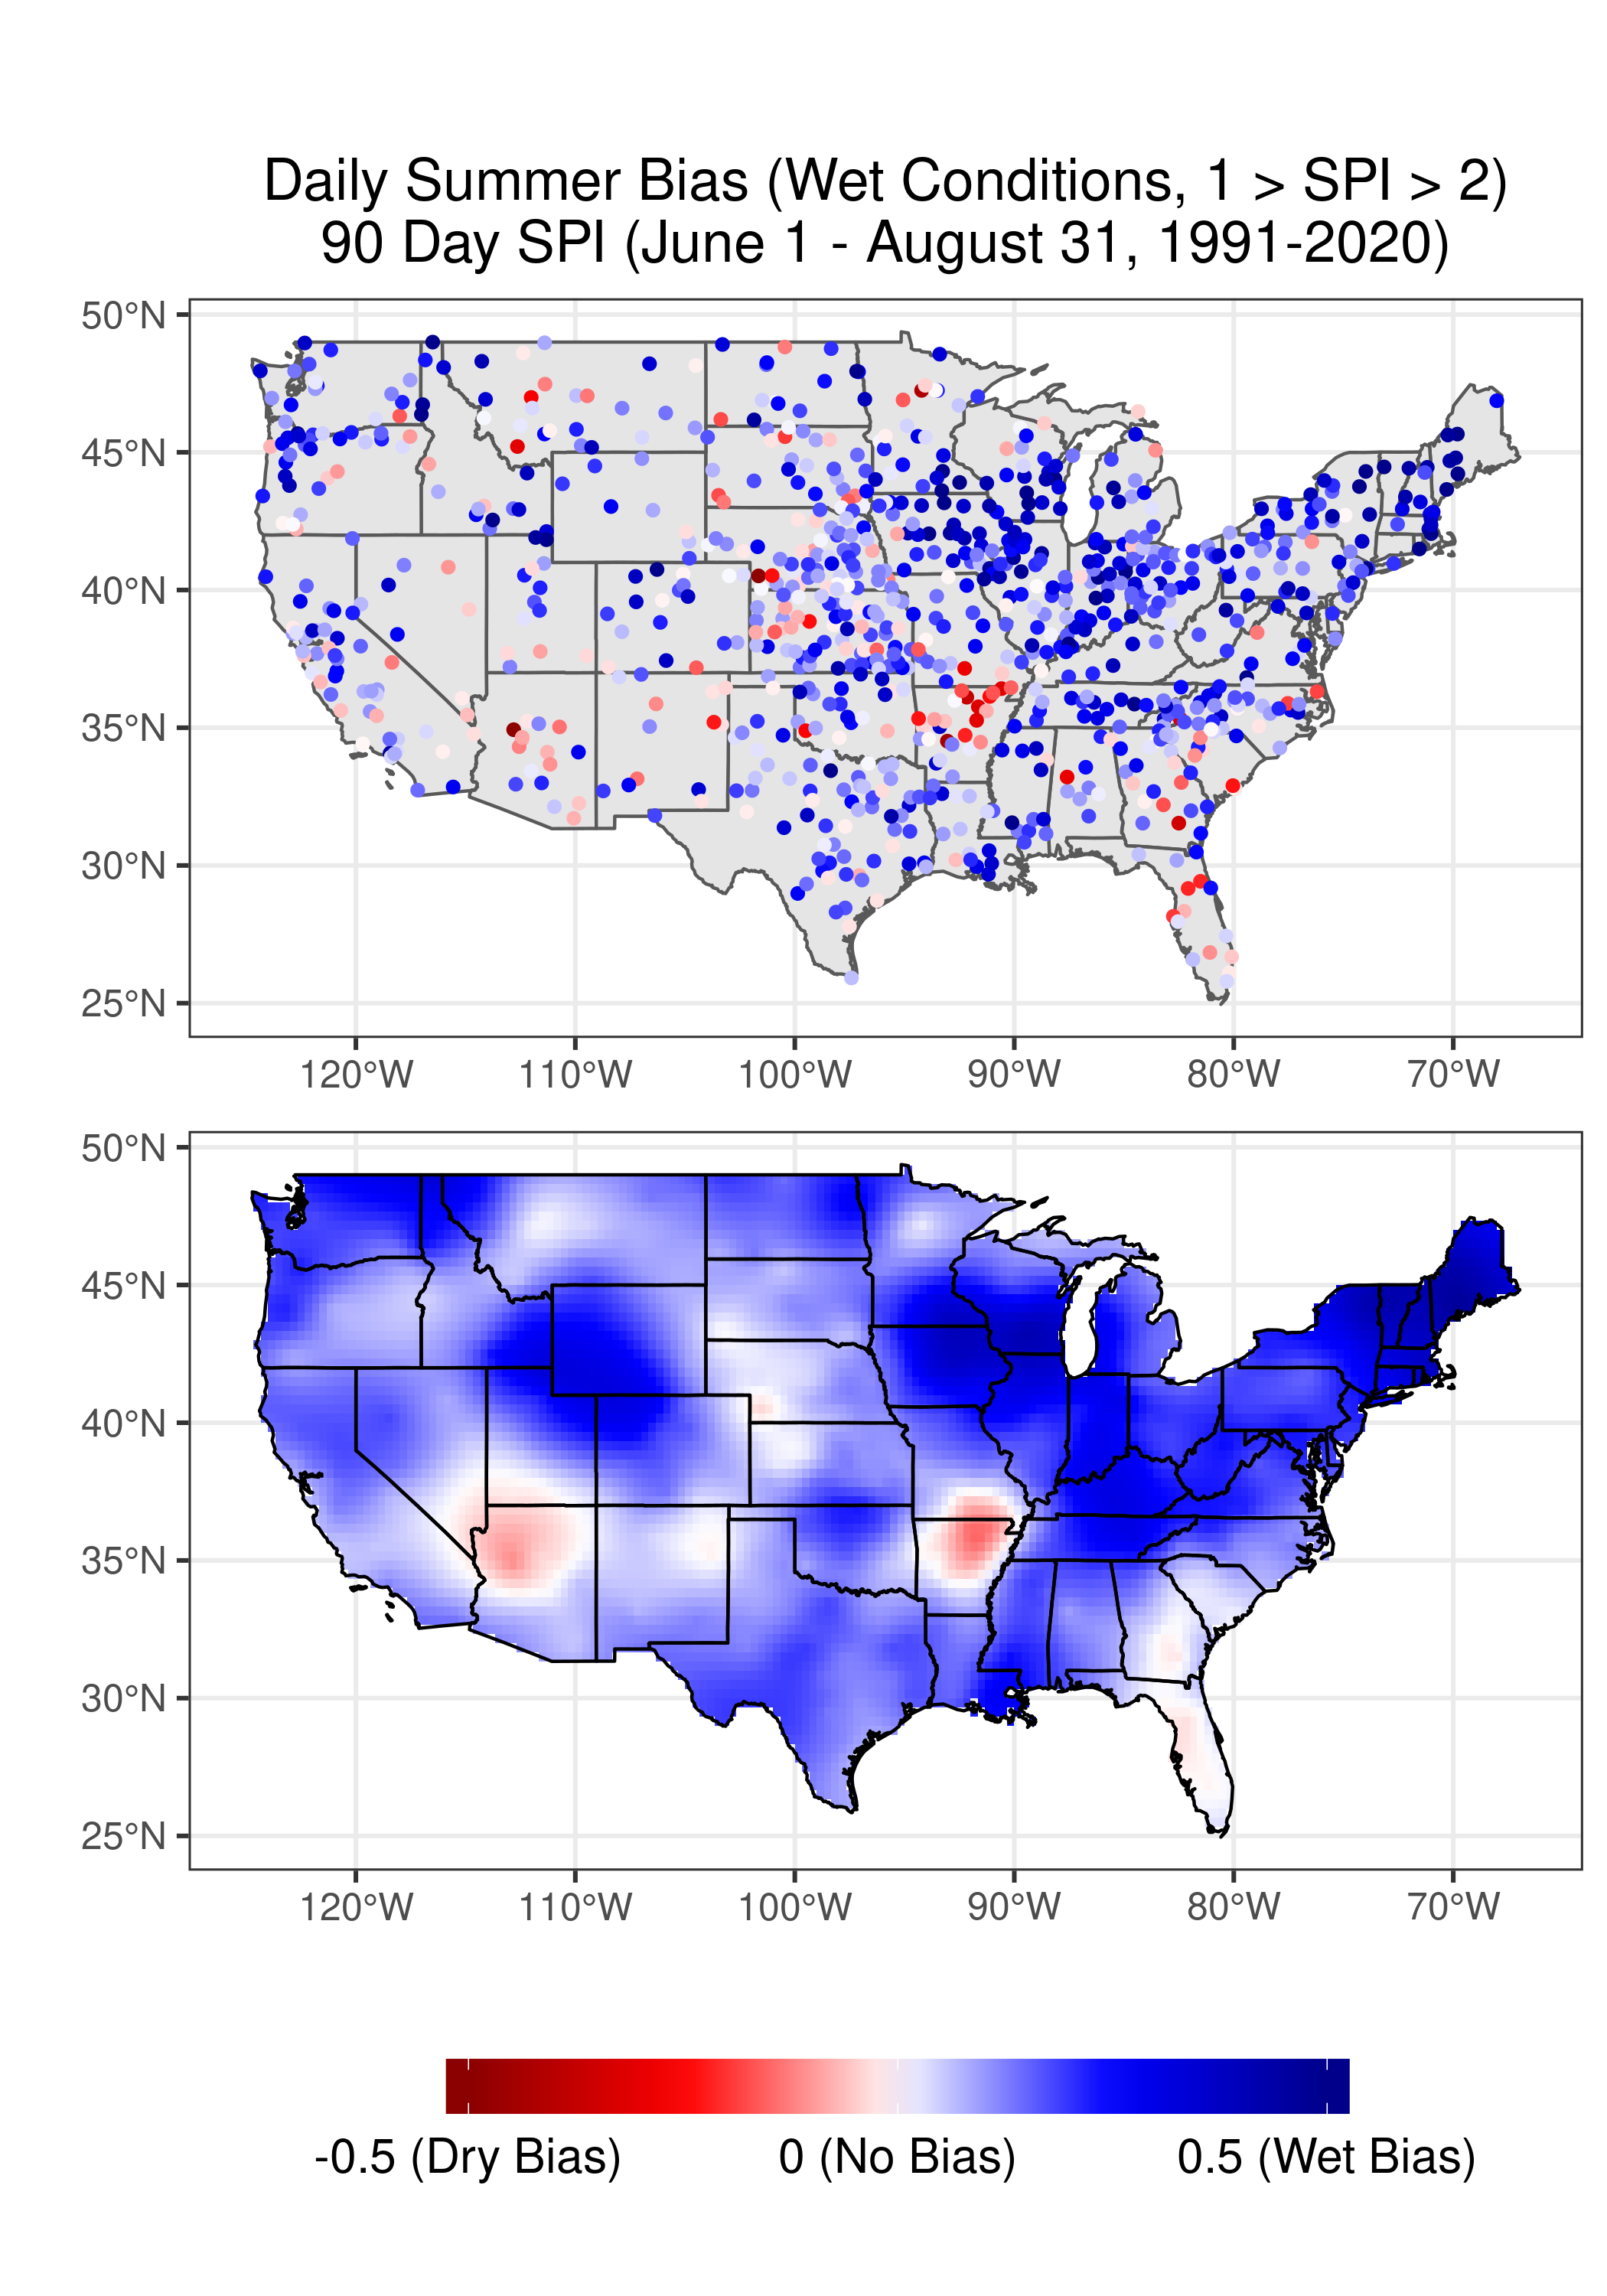 Daily Summer Bias (Wet Conditions, 1 > SPI > 2)
90 Day SPI (June 1 - August 31, 1991-2020)
50°N
45°N
40°N
35°N
30°N
25°N
120°W 110°W 100°W 90°W 80°W 70°W
50°N
45°N
40°N
35°N
30°N
25°N
120°W 110°W 100°W 90°W 80°W 70°W
-0.5 (Dry Bias) 0 (No Bias) 0.5 (Wet Bias)